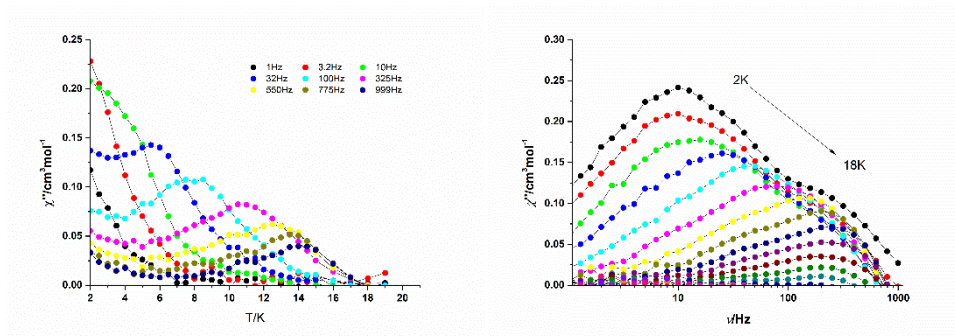 0.25
0.20
0.15
0.10
0.05
0.00
χ''/cm³mol⁻¹
1Hz 3.2Hz 10Hz
32Hz 100Hz 325Hz
550Hz 775Hz 999Hz
2 4 6 8 10 12 14 16 18 20
T/K
0.30
0.25
0.20
0.15
0.10
0.05
0.00
χ''/cm³mol⁻¹
2K
18K
10 100 1000
ν/Hz